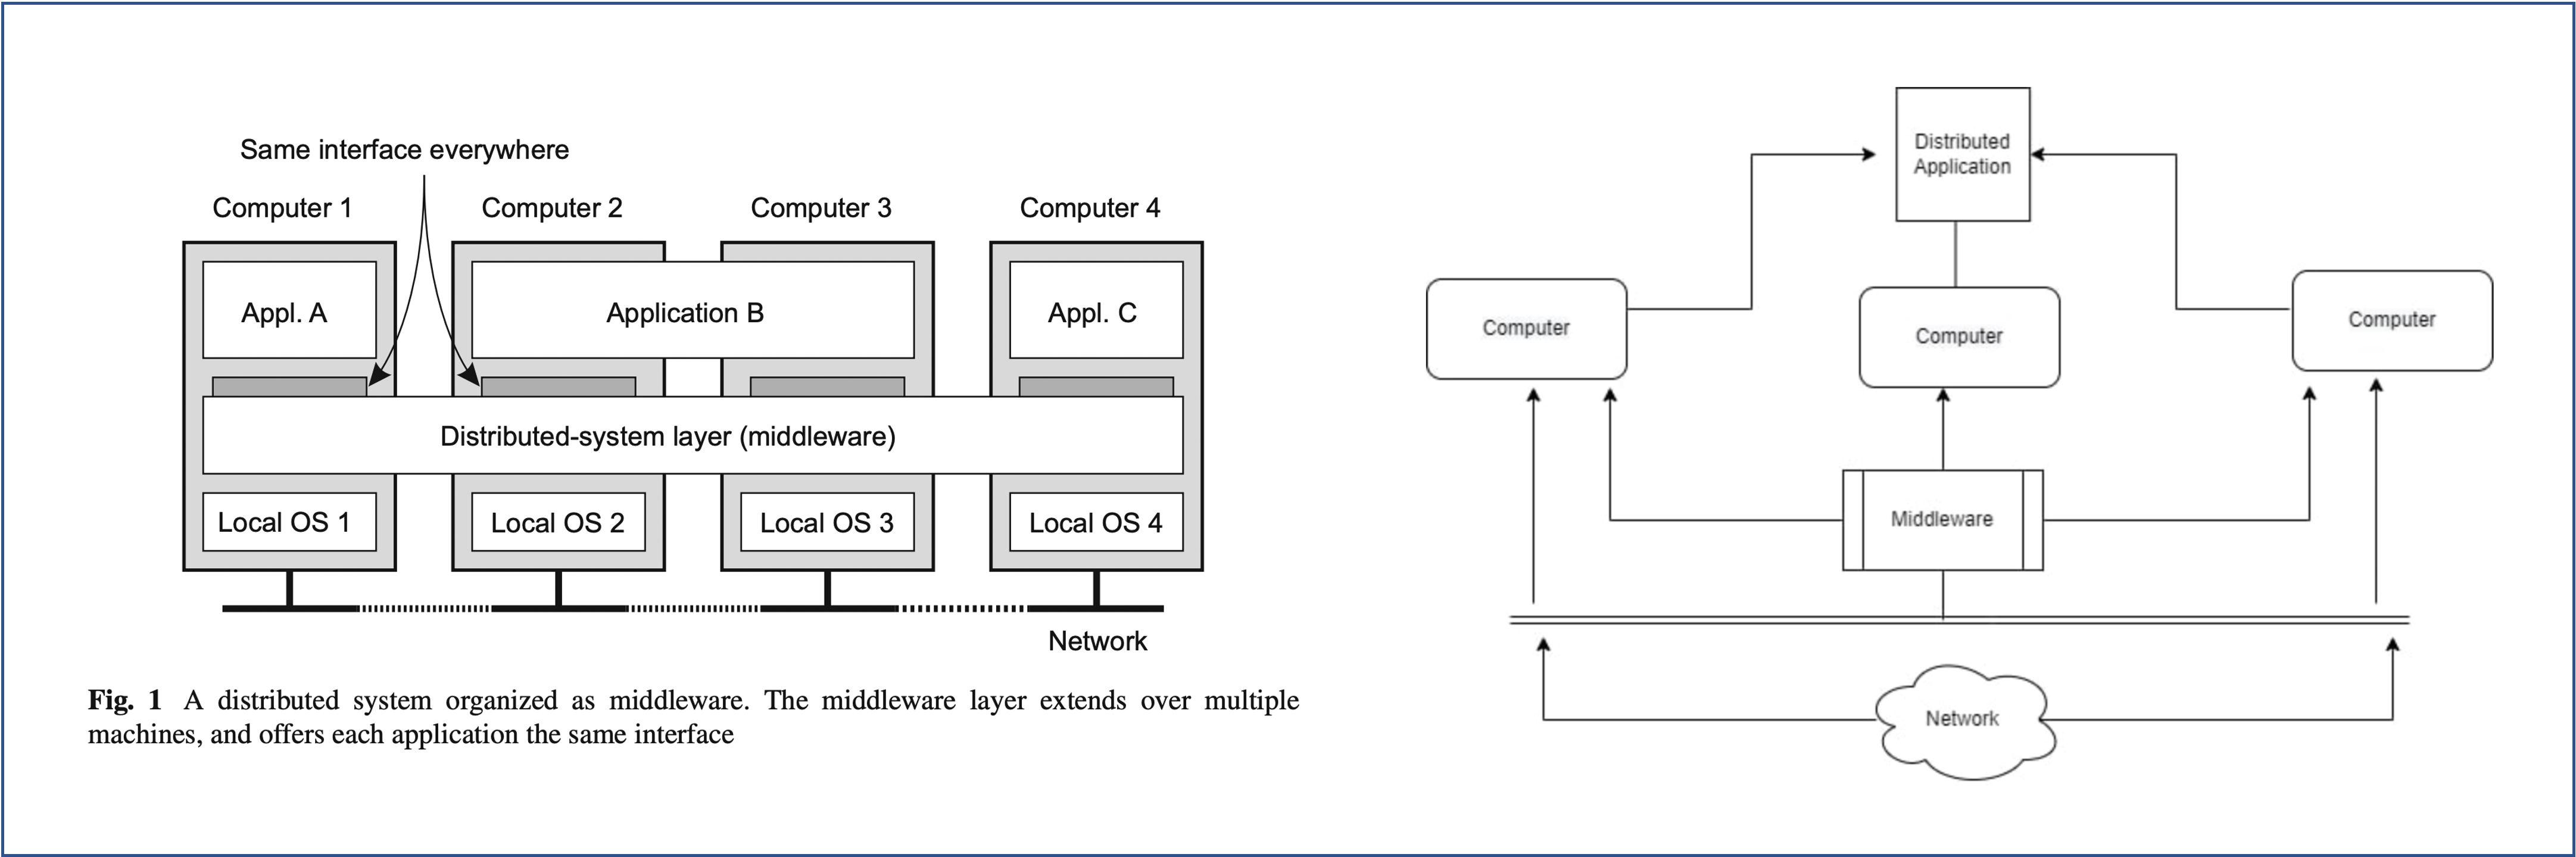 Same interface everywhere
Computer 1
Computer 2
Computer 3
Computer 4
Appl. A
Application B
Appl. C
Distributed-system layer (middleware)
Local OS 1
Local OS 2
Local OS 3
Local OS 4
Network
Fig. 1 A distributed system organized as middleware. The middleware layer extends over multiple
machines, and offers each application the same interface
Distributed
Application
Computer
Computer
Computer
Middleware
Network